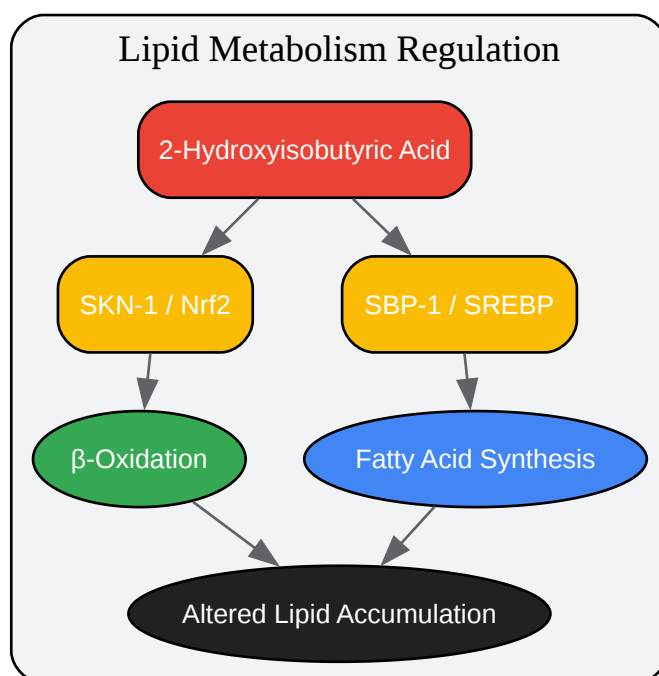 Lipid Metabolism Regulation
2-Hydroxyisobutyric Acid
SKN-1 / Nrf2
SBP-1 / SREBP
β-Oxidation
Fatty Acid Synthesis
Altered Lipid Accumulation